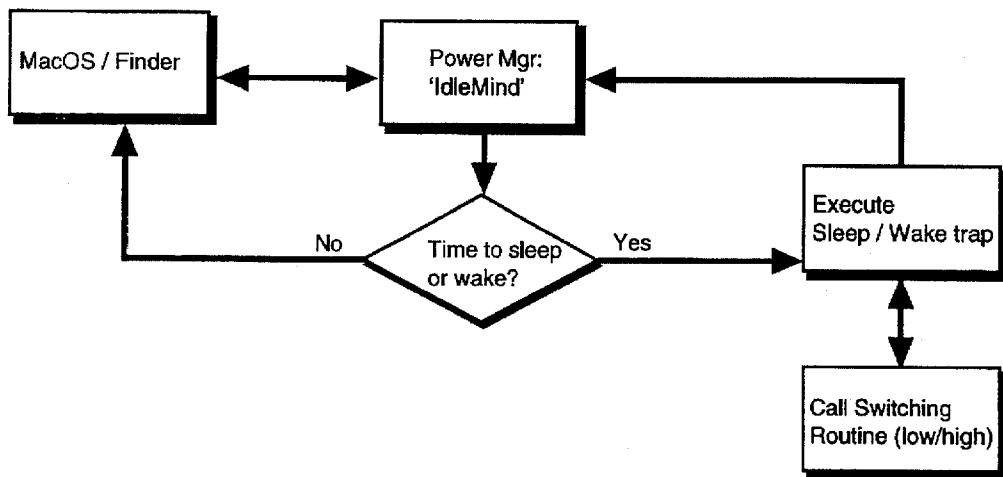 MacOS / Finder
Power Mgr:
'IdleMind'
Execute
Sleep / Wake trap
No
Time to sleep
or wake?
Yes
Call Switching
Routine (low/high)